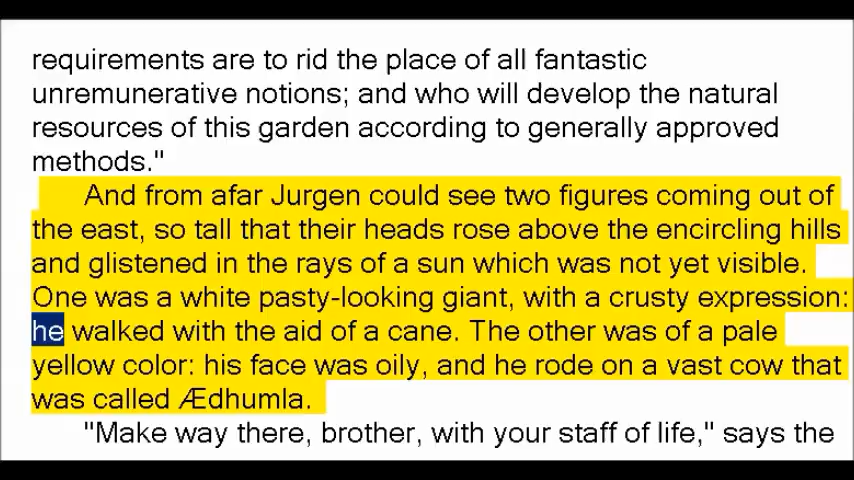 requirements are to rid the place of all fantastic
unremunerative notions; and who will develop the natural
resources of this garden according to generally approved
methods."
And from afar Jurgen could see two figures coming out of
the east, so tall that their heads rose above the encircling hills
and glistened in the rays of a sun which was not yet visible.
One was a white pasty-looking giant, with a crusty expression:
he walked with the aid of a cane. The other was of a pale
yellow color: his face was oily, and he rode on a vast cow that
was called Ædhumla.
"Make way there, brother, with your staff of life," says the